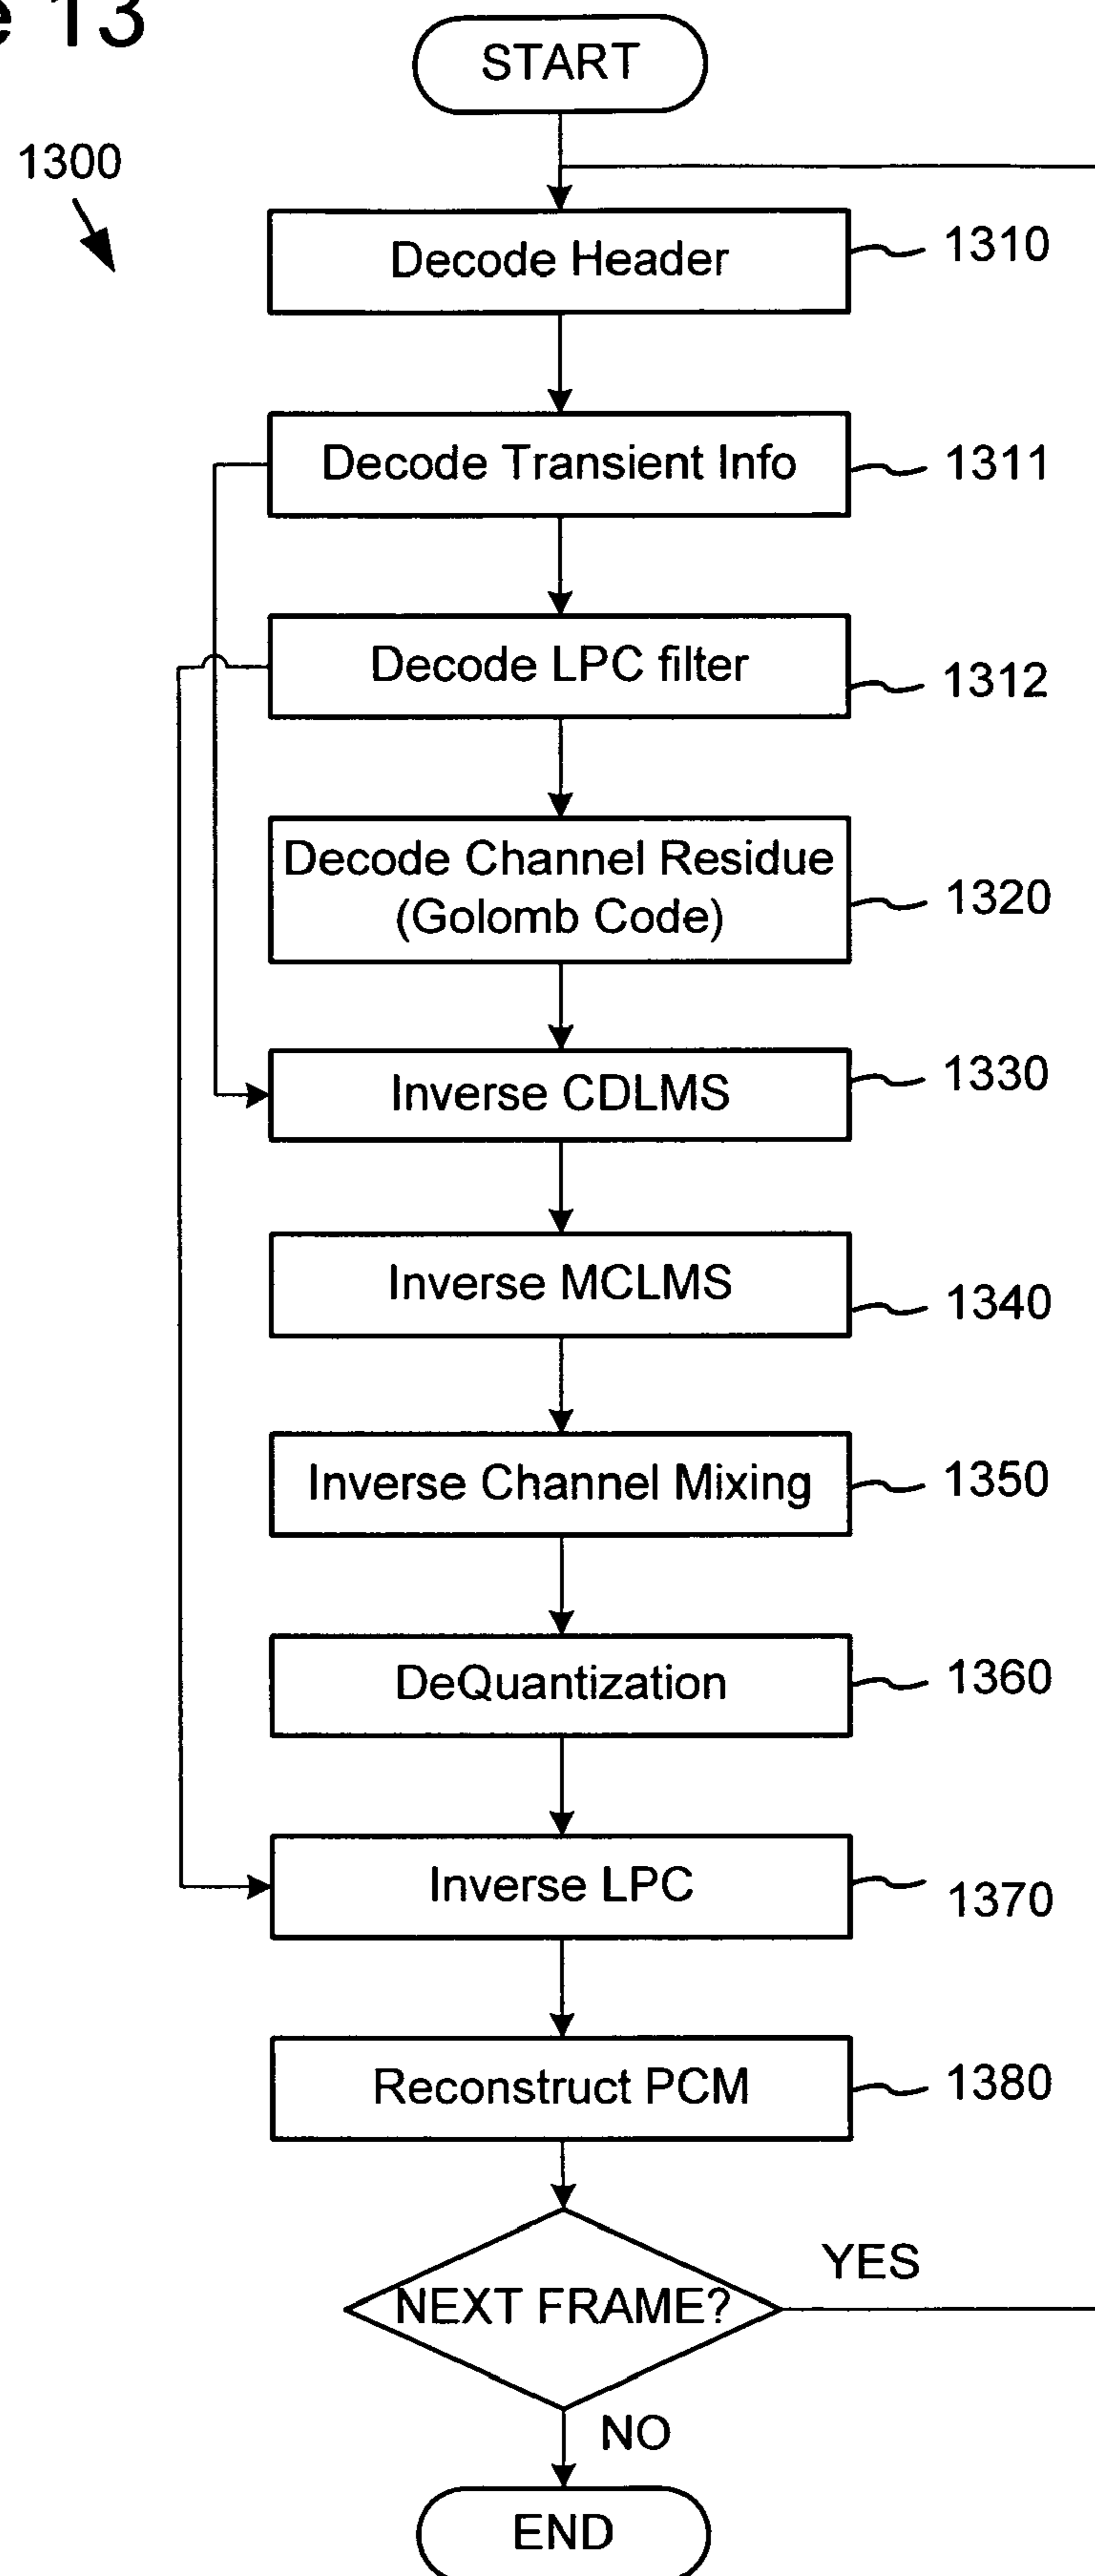 e 13
START
1300
Decode Header
1310
Decode Transient Info
1311
Decode LPC filter
1312
Decode Channel Residue
(Golomb Code)
1320
Inverse CDLMS
1330
Inverse MCLMS
1340
Inverse Channel Mixing
1350
DeQuantization
1360
Inverse LPC
1370
Reconstruct PCM
1380
NEXT FRAME?
YES
NO
END